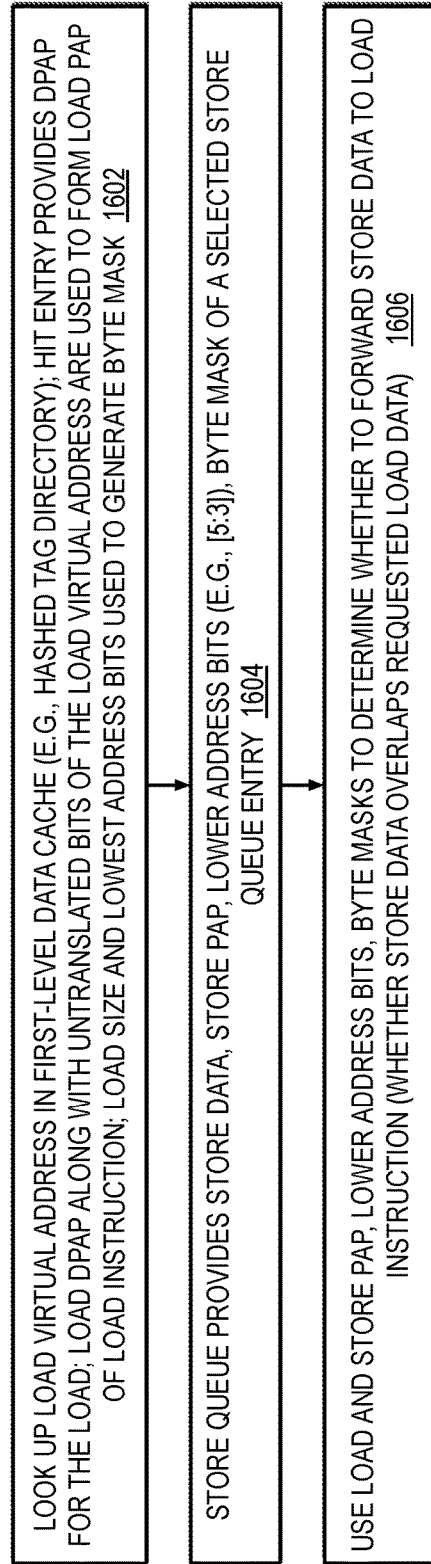 LOOK UP LOAD VIRTUAL ADDRESS IN FIRST-LEVEL DATA CACHE (E.G., HASHED TAG DIRECTORY); HIT ENTRY PROVIDES DPAP
FOR THE LOAD; LOAD DPAP ALONG WITH UNTRANSLATED BITS OF THE LOAD VIRTUAL ADDRESS ARE USED TO FORM LOAD PAP
OF LOAD INSTRUCTION; LOAD SIZE AND LOWEST ADDRESS BITS USED TO GENERATE BYTE MASK 1602
STORE QUEUE PROVIDES STORE DATA, STORE PAP, LOWER ADDRESS BITS (E.G., [5:3]), BYTE MASK OF A SELECTED STORE
QUEUE ENTRY 1604
USE LOAD AND STORE PAP, LOWER ADDRESS BITS, BYTE MASKS TO DETERMINE WHETHER TO FORWARD STORE DATA TO LOAD
INSTRUCTION (WHETHER STORE DATA OVERLAPS REQUESTED LOAD DATA) 1606